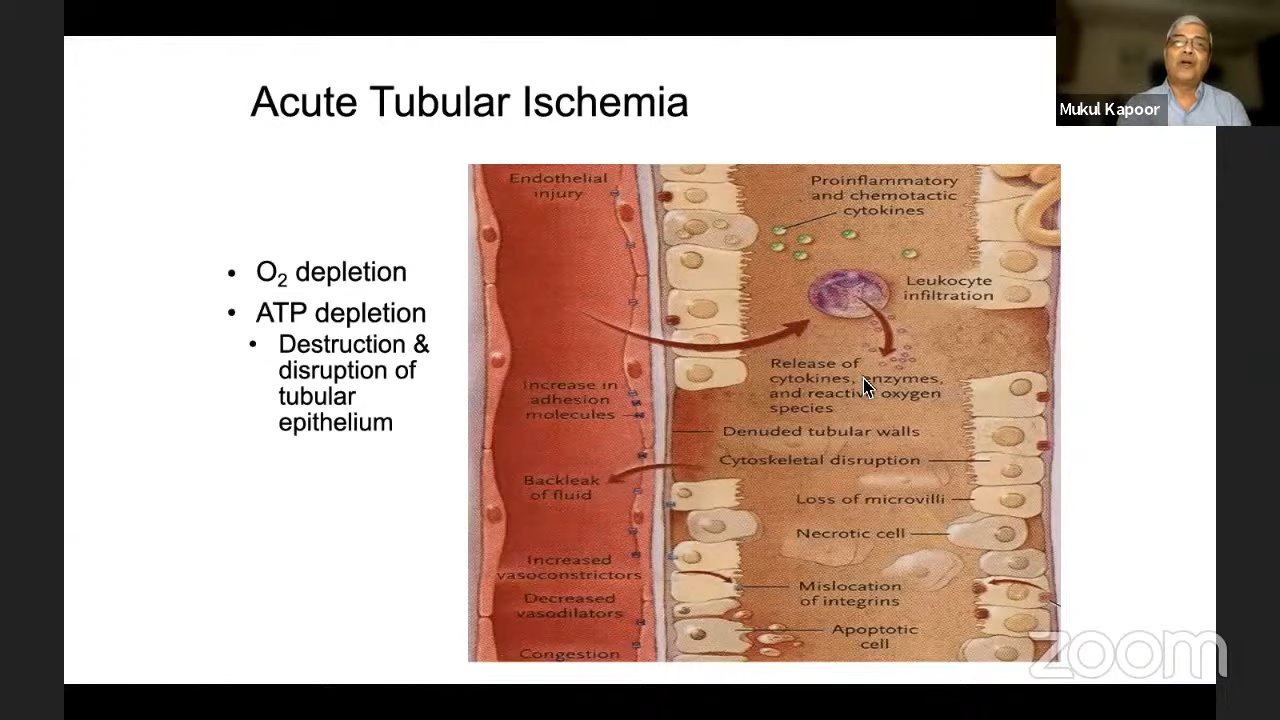 Acute Tubular Ischemia
Mukul Kapoor
• O2 depletion
• ATP depletion
• Destruction &
disruption of
tubular
epithelium
Endothelial
injury
Increase in
adhesion
molecules
Backleak
of fluid
Increased
vasoconstrictors
Decreased
vasodilators
Congestion
Proinflammatory
and chemotactic
cytokines
Leukocyte
infiltration
Release of
cytokines, enzymes,
and reactive oxygen
species
Denuded tubular walls
Cytoskeletal disruption
Loss of microvilli
Necrotic cell
Mislocation
of integrins
Apoptotic
cell
zoom